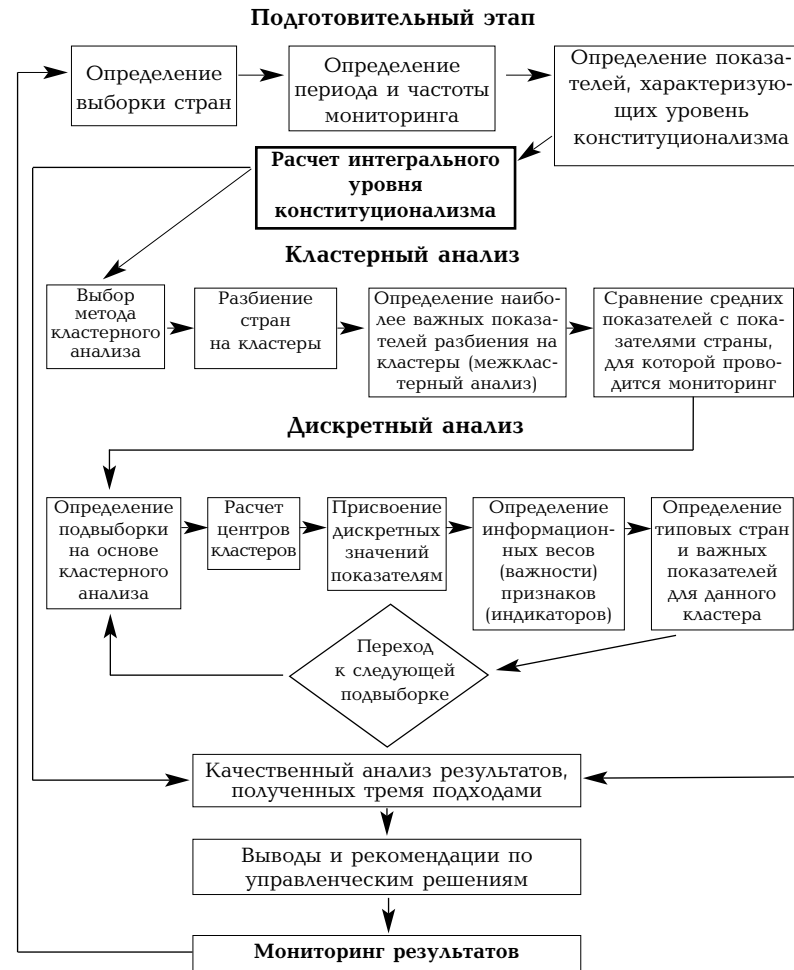 Подготовительный этап
Определение
выборки стран
Определение
периода и частоты
мониторинга
Определение показа-
телей, характеризую-
щих уровень
конституционализма
Расчет интегрального
уровня
конституционализма
Кластерный анализ
Выбор
метода
кластерного
анализа
Разбиение
стран
на кластеры
Определение наибо-
лее важных показа-
телей разбиения на
кластеры (межклас-
терный анализ)
Сравнение средних
показателей с пока-
зателями страны,
для которой прово-
дится мониторинг
Дискретный анализ
Определение
подвыборки
на основе
кластерного
анализа
Расчет
центров
кластеров
Присвоение
дискретных
значений
показателям
Определение
информацион-
ных весов
(важности)
признаков
(индикаторов)
Определение
типовых стран
и важных
показателей
для данного
кластера
Переход
к следующей
подвыборке
Качественный анализ результатов,
полученных тремя подходами
Выводы и рекомендации по
управленческим решениям
Мониторинг результатов